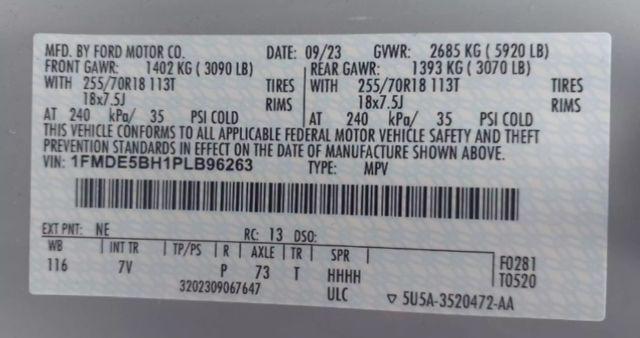 MFD. BY FORD MOTOR CO. DATE: 09/23 GVWR: 2685 KG ( 5920 LB)
FRONT GAWR: 1402 KG ( 3090 LB) REAR GAWR: 1393 KG ( 3070 LB)
WITH 255/70R18 113T TIRES WITH 255/70R18 113T TIRES
18x7.5J RIMS 18x7.5J RIMS
AT 240 kPa/ 35 PSI COLD AT 240 kPa/ 35 PSI COLD
THIS VEHICLE CONFORMS TO ALL APPLICABLE FEDERAL MOTOR VEHICLE SAFETY AND THEFT
PREVENTION STANDARDS IN EFFECT ON THE DATE OF MANUFACTURE SHOWN ABOVE.
VIN: 1FMDE5BH1PLB96263 TYPE: MPV
EXT PNT: NE RC: 13 DSO:
WB INT TR TP/PS R AXLE TR SPR F0281
116 7V P 73 T HHHH T0520
3202309067647 ULC ▽ 5U5A-3520472-AA